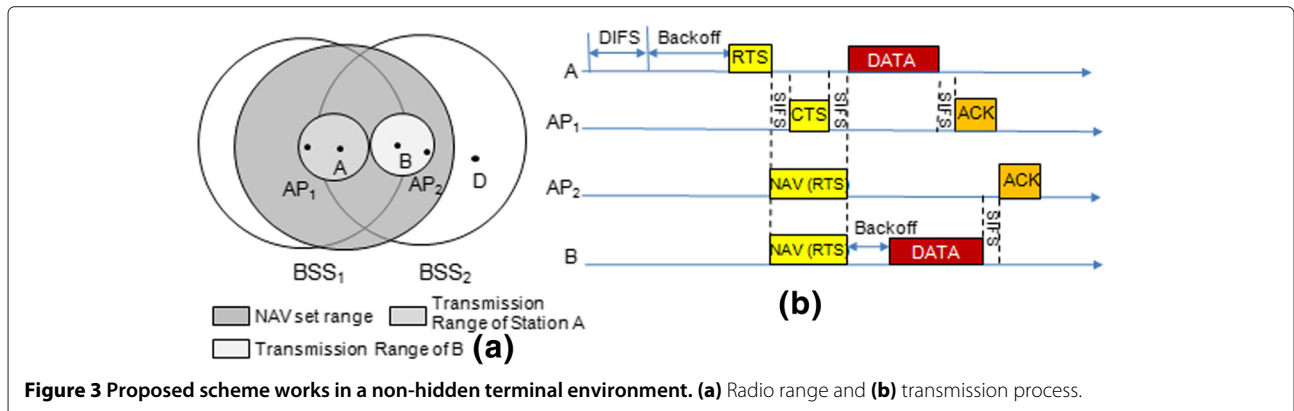 A
B
AP₁
AP₂
D
BSS₁
BSS₂
NAV set range
Transmission
Range of Station A
Transmission Range of B
(a)
DIFS
Backoff
A
RTS
DATA
SIFS
SIFS
SIFS
AP₁
CTS
ACK
AP₂
NAV (RTS)
ACK
Backoff
SIFS
B
NAV (RTS)
DATA
(b)
Figure 3 Proposed scheme works in a non-hidden terminal environment. (a) Radio range and (b) transmission process.